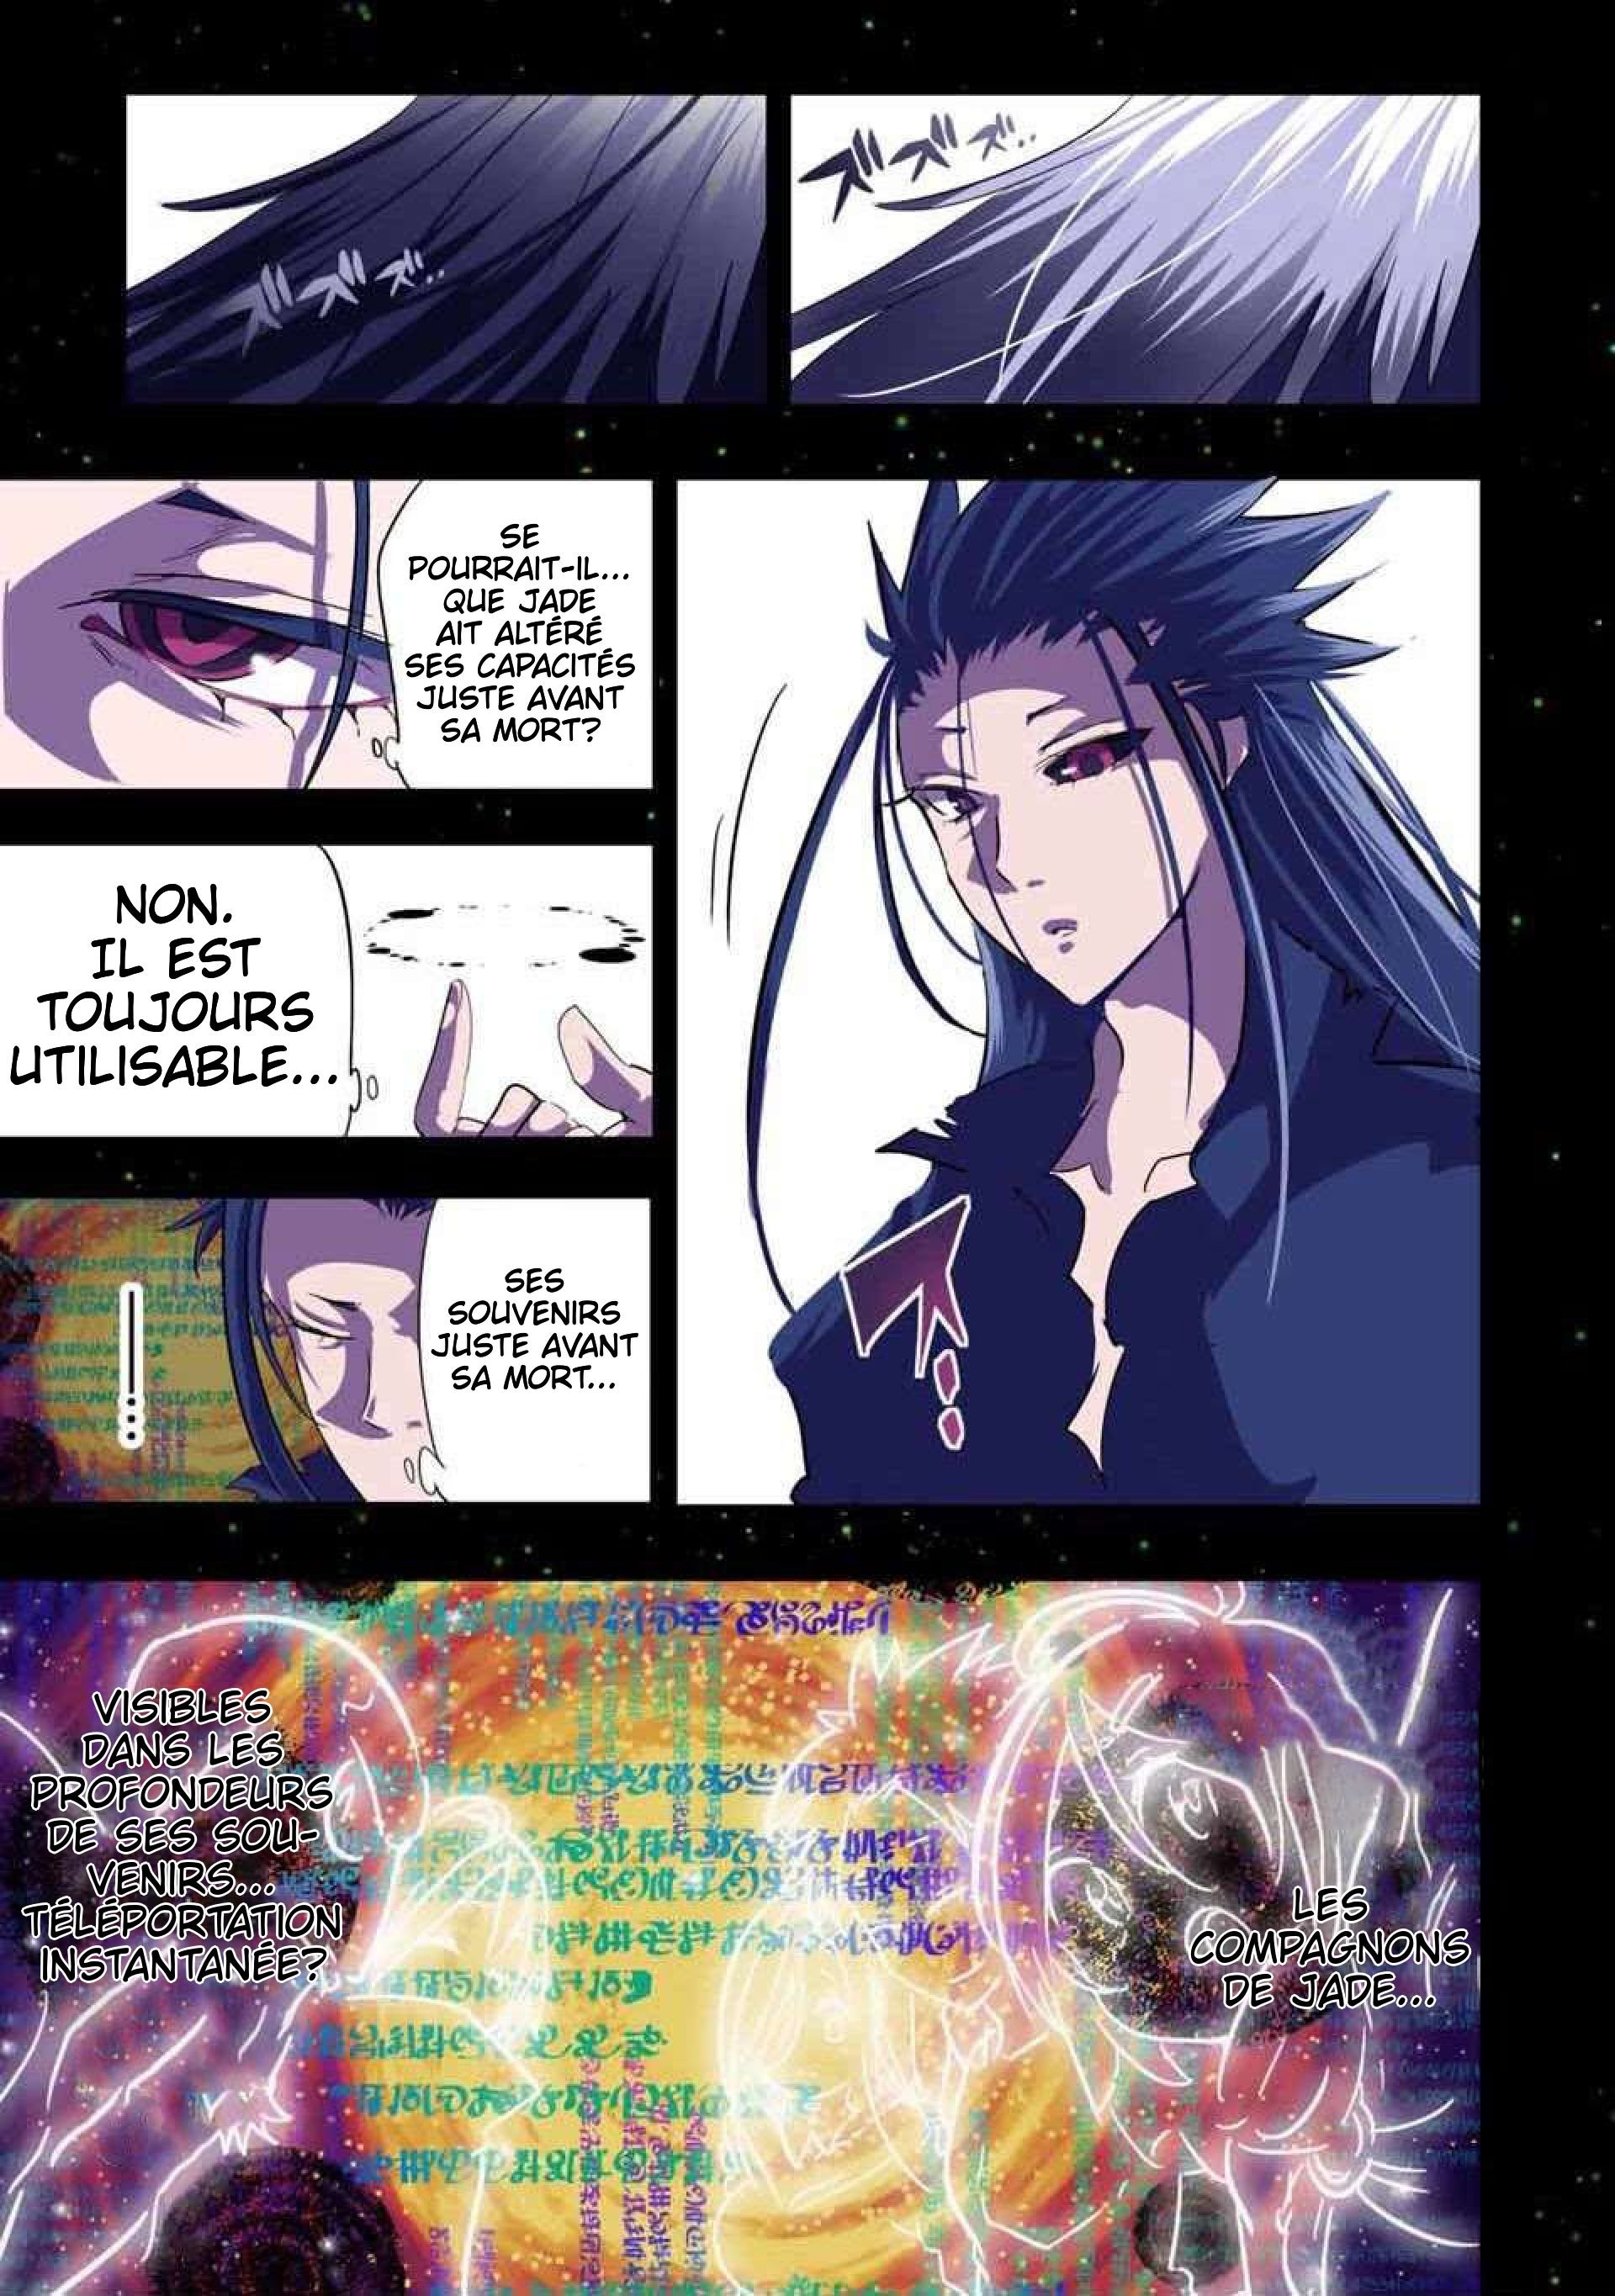 ズズズ..
ズズズ..
SE
POURRAIT-IL...
QUE JADE
AIT ALTÉRÉ
SES CAPACITÉS
JUSTE AVANT
SA MORT?
NON.
IL EST
TOUJOURS
UTILISABLE...
SES
SOUVENIRS
JUSTE AVANT
SA MORT...
LES
COMPAGNONS
DE JADE...
VISIBLES
DANS LES
PROFONDEURS
DE SES SOU-
VENIRS...
TÉLÉPORTATION
INSTANTANÉE?